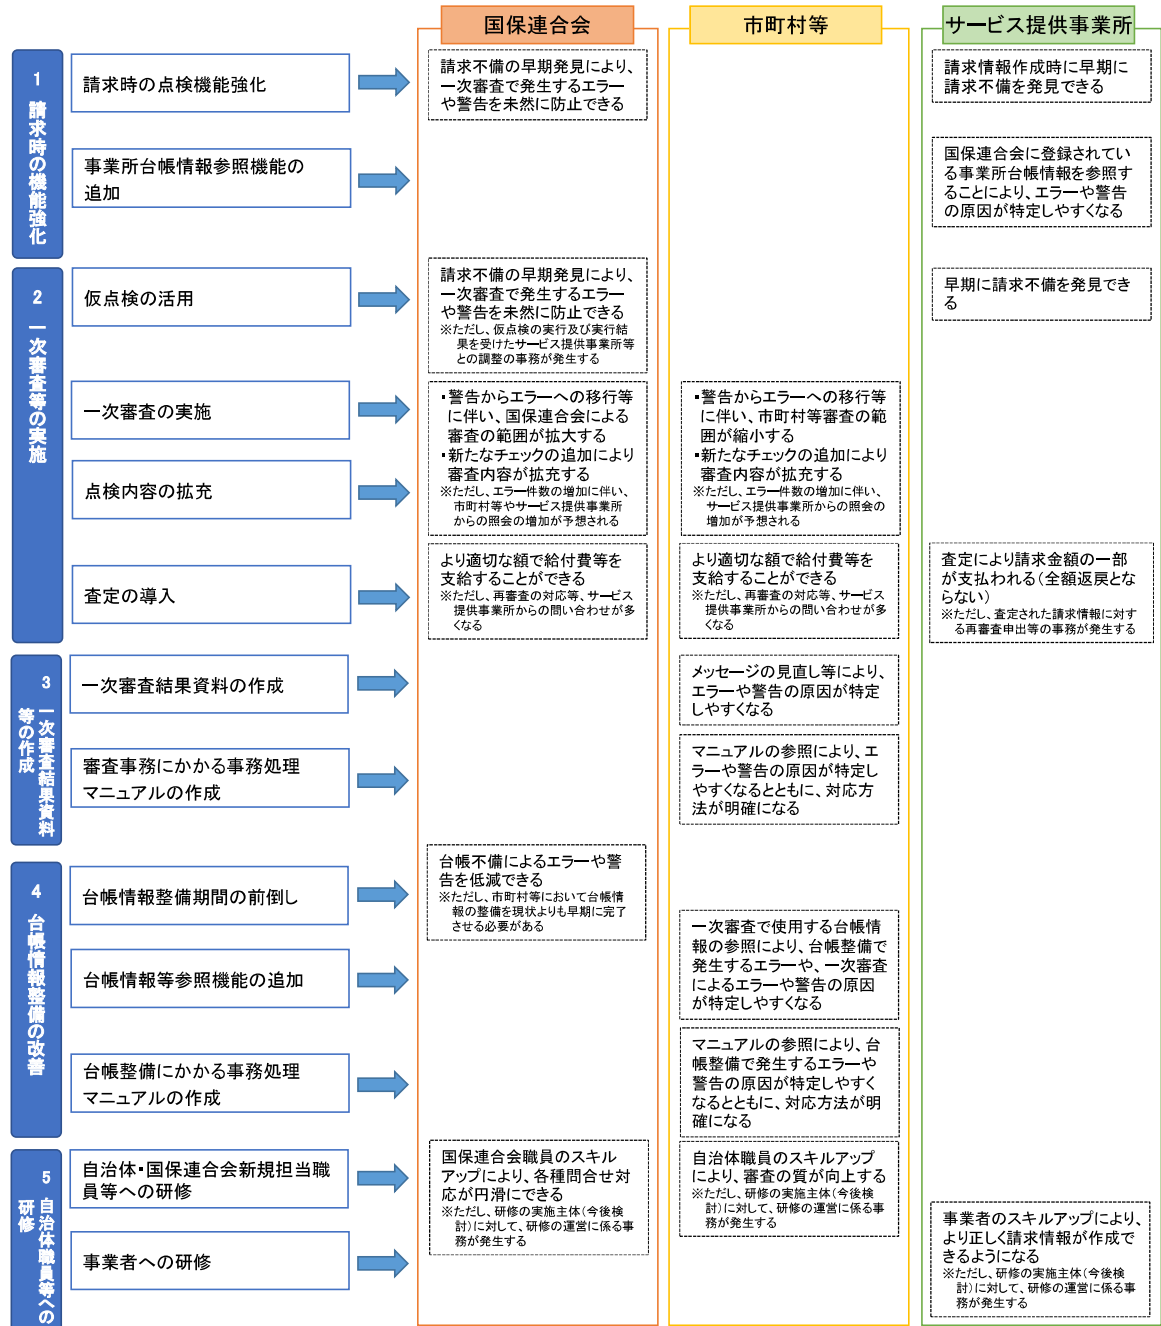 国保連合会
市町村等
サービス提供事業所
1 請求時の機能強化
請求時の点検機能強化
請求不備の早期発見により、
一次審査で発生するエラー
や警告を未然に防止できる
請求情報作成時に早期に
請求不備を発見できる
事業所台帳情報参照機能の
追加
国保連合会に登録されてい
る事業所台帳情報を参照す
ることにより、エラーや警告
の原因が特定しやすくなる
2 一次審査等の実施
仮点検の活用
請求不備の早期発見により、
一次審査で発生するエラー
や警告を未然に防止できる
※ただし、仮点検の実行及び実行結
果を受けたサービス提供事業所等
との調整の事務が発生する
早期に請求不備を発見でき
る
一次審査の実施
点検内容の拡充
・警告からエラーへの移行等
に伴い、国保連合会による
審査の範囲が拡大する
・新たなチェックの追加により
審査内容が拡充する
※ただし、エラー件数の増加に伴い、
市町村等やサービス提供事業所
からの照会の増加が予想される
・警告からエラーへの移行等
に伴い、市町村等審査の範
囲が縮小する
・新たなチェックの追加により
審査内容が拡充する
※ただし、エラー件数の増加に伴い、
サービス提供事業所からの照会の
増加が予想される
査定の導入
より適切な額で給付費等を
支給することができる
※ただし、再審査の対応等、サービス
提供事業所からの問い合わせが多
くなる
より適切な額で給付費等を
支給することができる
※ただし、再審査の対応等、サービス
提供事業所からの問い合わせが多
くなる
査定により請求金額の一部
が支払われる(全額返戻とな
らない)
※ただし、査定された請求情報に対す
る再審査申出等の事務が発生する
3 一次審査結果資料
等の作成
一次審査結果資料の作成
メッセージの見直し等により、
エラーや警告の原因が特定
しやすくなる
審査事務にかかる事務処理
マニュアルの作成
マニュアルの参照により、エ
ラーや警告の原因が特定し
やすくなるとともに、対応方
法が明確になる
4 台帳情報整備の改善
台帳情報整備期間の前倒し
台帳不備によるエラーや警
告を低減できる
※ただし、市町村等において台帳情
報の整備を現状よりも早期に完了
させる必要がある
台帳情報等参照機能の追加
一次審査で使用する台帳情
報の参照により、台帳整備で
発生するエラーや、一次審査
によるエラーや警告の原因
が特定しやすくなる
台帳整備にかかる事務処理
マニュアルの作成
マニュアルの参照により、台
帳整備で発生するエラーや
警告の原因が特定しやすく
なるとともに、対応方法が明
確になる
5 自治体職員等への
研修
自治体・国保連合会新規担当職
員等への研修
国保連合会職員のスキル
アップにより、各種問合せ対
応が円滑にできる
※ただし、研修の実施主体(今後検
討)に対して、研修の運営に係る事
務が発生する
自治体職員のスキルアップ
により、審査の質が向上する
※ただし、研修の実施主体(今後検
討)に対して、研修の運営に係る事
務が発生する
事業者への研修
事業者のスキルアップにより、
より正しく請求情報が作成で
きるようになる
※ただし、研修の実施主体(今後検
討)に対して、研修の運営に係る事
務が発生する